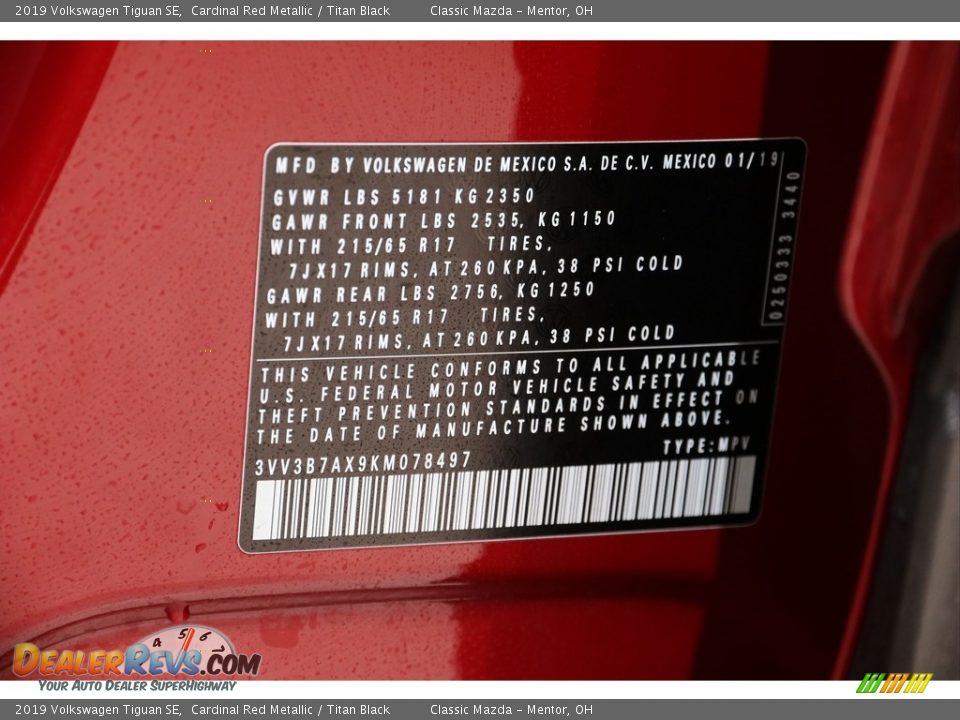 2019 Volkswagen Tiguan SE, Cardinal Red Metallic / Titan Black Classic Mazda - Mentor, OH
MFD BY VOLKSWAGEN DE MEXICO S.A. DE C.V. MEXICO 01/19
GVWR LBS 5181 KG 2350
GAWR FRONT LBS 2535, KG 1150
WITH 215/65 R17 TIRES,
7JX17 RIMS, AT 260 KPA, 38 PSI COLD
GAWR REAR LBS 2756, KG 1250
WITH 215/65 R17 TIRES,
7JX17 RIMS, AT 260 KPA, 38 PSI COLD
0250333 3440
THIS VEHICLE CONFORMS TO ALL APPLICABLE
U.S. FEDERAL MOTOR VEHICLE SAFETY AND
THEFT PREVENTION STANDARDS IN EFFECT ON
THE DATE OF MANUFACTURE SHOWN ABOVE.
TYPE: MPV
3VV3B7AX9KM078497
4 5 6
DEALERREVS.COM
YOUR AUTO DEALER SUPERHIGHWAY
2019 Volkswagen Tiguan SE, Cardinal Red Metallic / Titan Black Classic Mazda - Mentor, OH